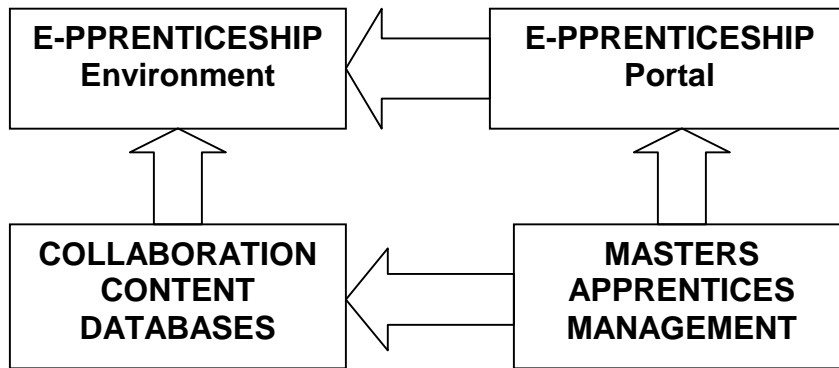 E-PPRENTICESHIP
Environment
E-PPRENTICESHIP
Portal
COLLABORATION
CONTENT
DATABASES
MASTERS
APPRENTICES
MANAGEMENT